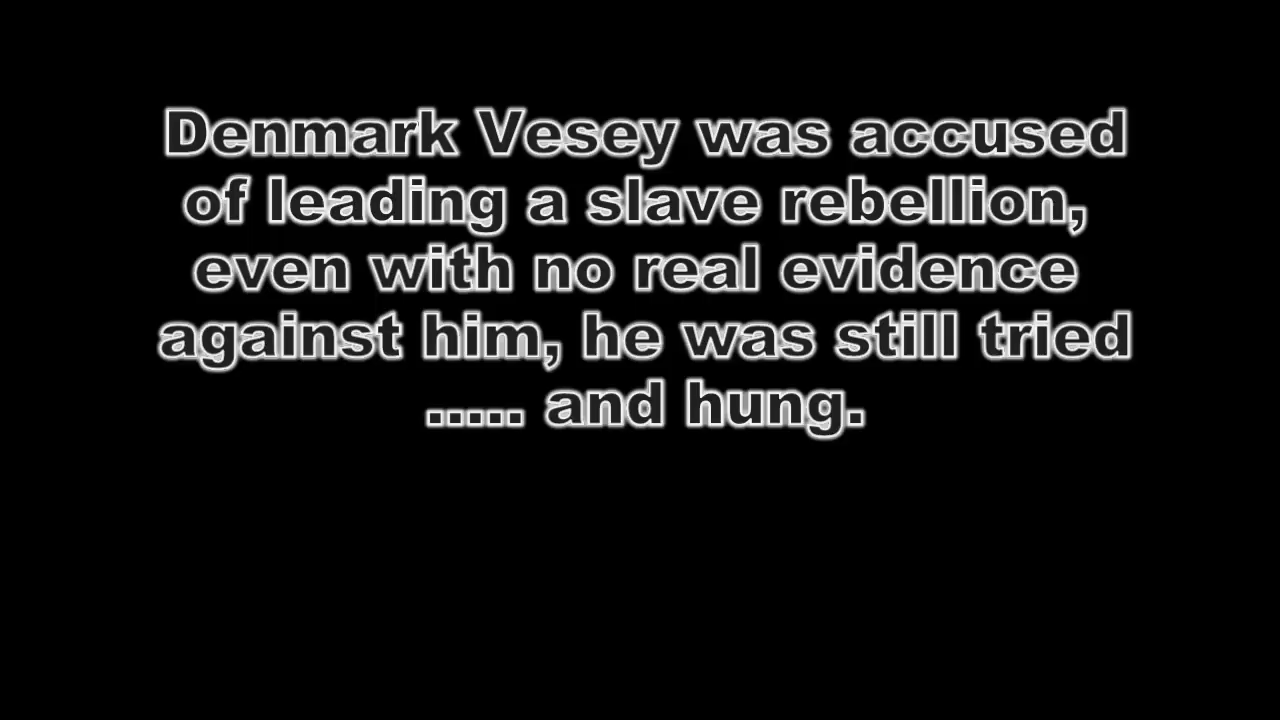 Denmark Vesey was accused
of leading a slave rebellion,
even with no real evidence
against him, he was still tried
..... and hung.